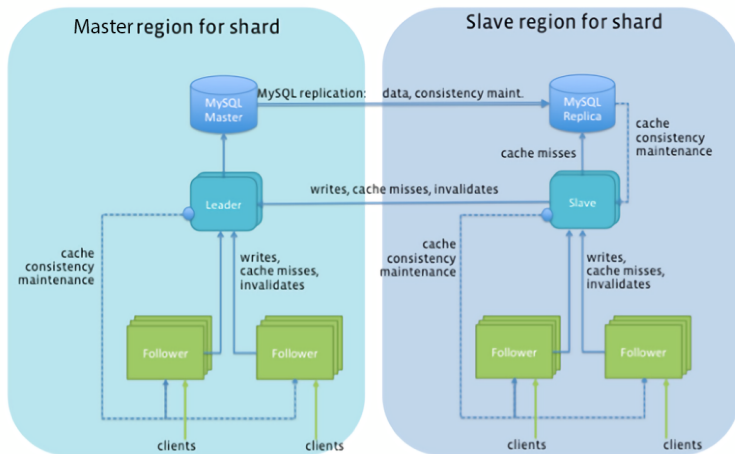 Master region for shard
Slave region for shard
MySQL
Master
MySQL replication: data, consistency maint.
MySQL
Replica
cache
consistency
maintenance
cache misses
Leader
writes, cache misses, invalidates
Slave
cache
consistency
maintenance
writes,
cache misses,
invalidates
cache
consistency
maintenance
writes,
cache misses,
invalidates
Follower
Follower
Follower
Follower
clients
clients
clients
clients